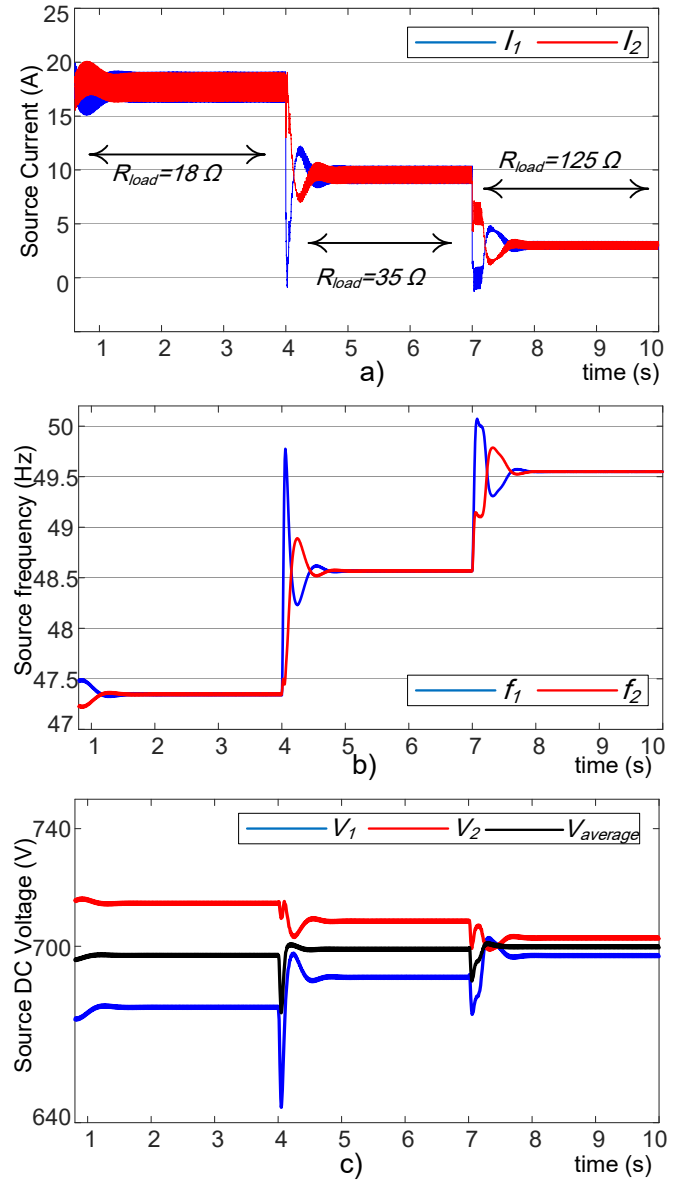 25
20
15
10
5
0
Source Current (A)
I1 I2
Rload=18 Ω
Rload=35 Ω
Rload=125 Ω
1 2 3 4 5 6 7 8 9 10
time (s)
a)
50
49.5
49
48.5
48
47.5
47
Source frequency (Hz)
f1 f2
1 2 3 4 5 6 7 8 9 10
time (s)
b)
740
700
640
Source DC Voltage (V)
V1 V2 Vaverage
1 2 3 4 5 6 7 8 9 10
time (s)
c)